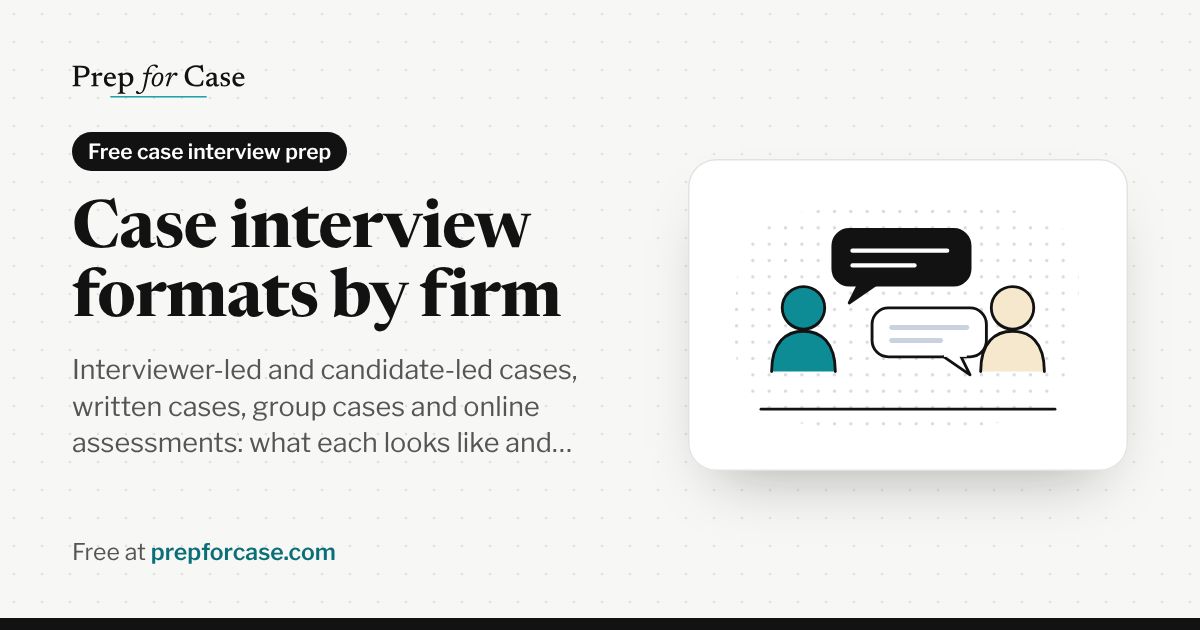 Prep for Case
Free case interview prep
Case interview
formats by firm
Interviewer-led and candidate-led cases,
written cases, group cases and online
assessments: what each looks like and...
Free at prepforcase.com